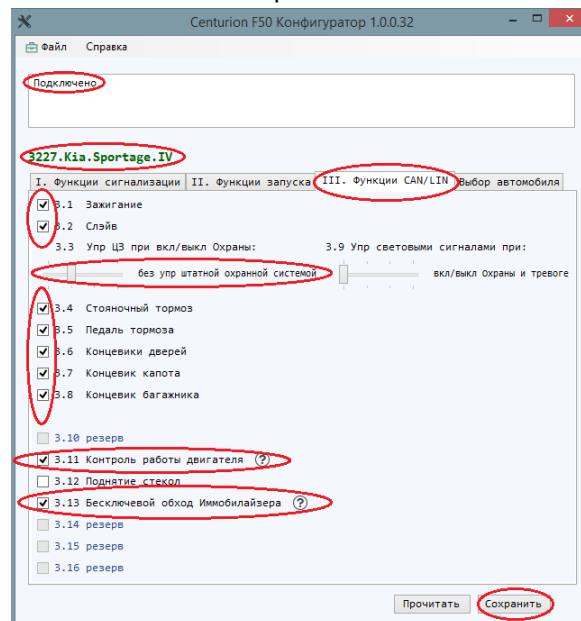 Centurion F50 Конфигуратор 1.0.0.32
Файл Справка
Подключено
3227.Kia.Sportage.IV
I. Функции сигнализации II. Функции запуска III. Функции CAN/LIN Выбор автомобиля
3.1 Зажигание
3.2 Слэйв
3.3 Упр ЦЗ при вкл/выкл Охраны: 3.9 Упр световыми сигналами при:
без упр штатной охранной системой вкл/выкл Охраны и тревоге
3.4 Стояночный тормоз
3.5 Педаль тормоза
3.6 Концевики дверей
3.7 Концевик капота
3.8 Концевик багажника
3.10 резерв
3.11 Контроль работы двигателя ?
3.12 Поднятие стекол
3.13 Бесключевой обход Иммобилайзера ?
3.14 резерв
3.15 резерв
3.16 резерв
Прочитать Сохранить